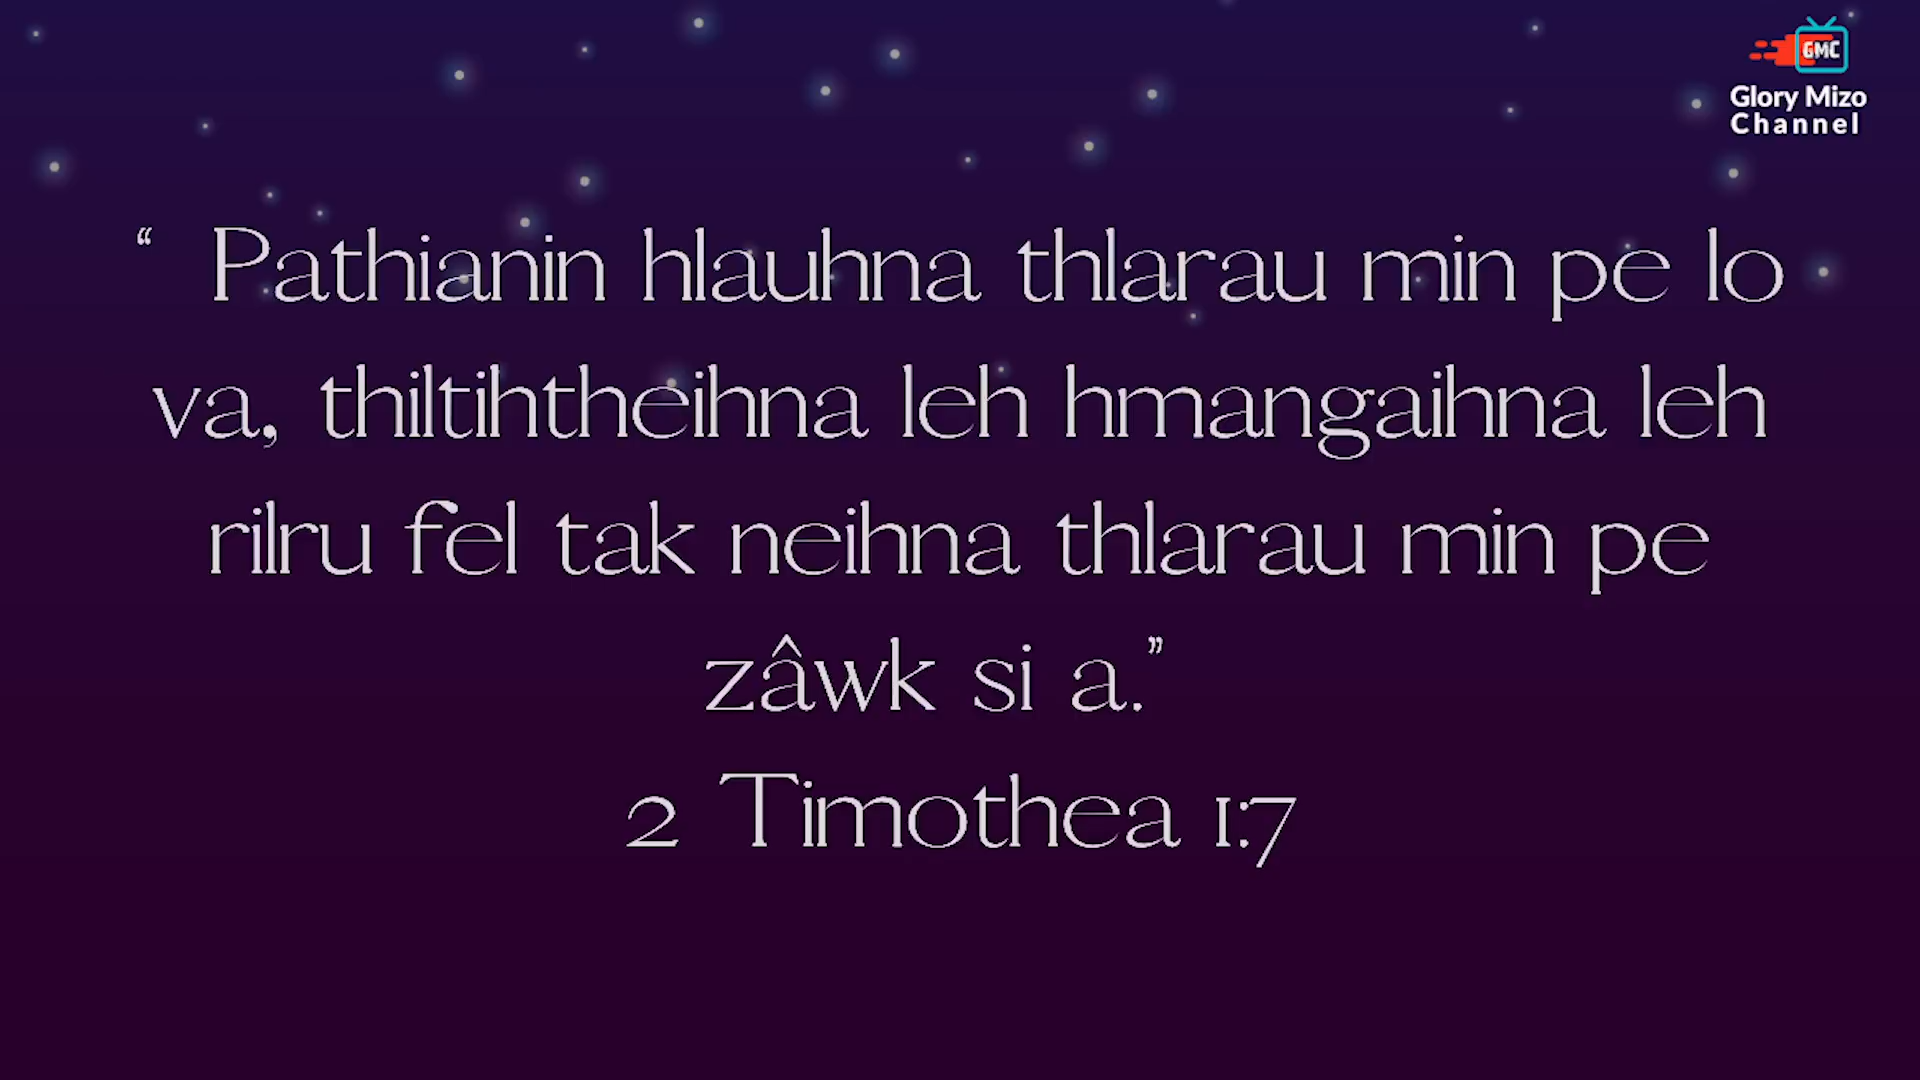 GMC
Glory Mizo
Channel
“ Pathianin hlauhna thlarau min pe lo
va, thiltihtheihna leh hmangaihna leh
rilru fel tak neihna thlarau min pe
zâwk si a.”
2 Timothea 1:7